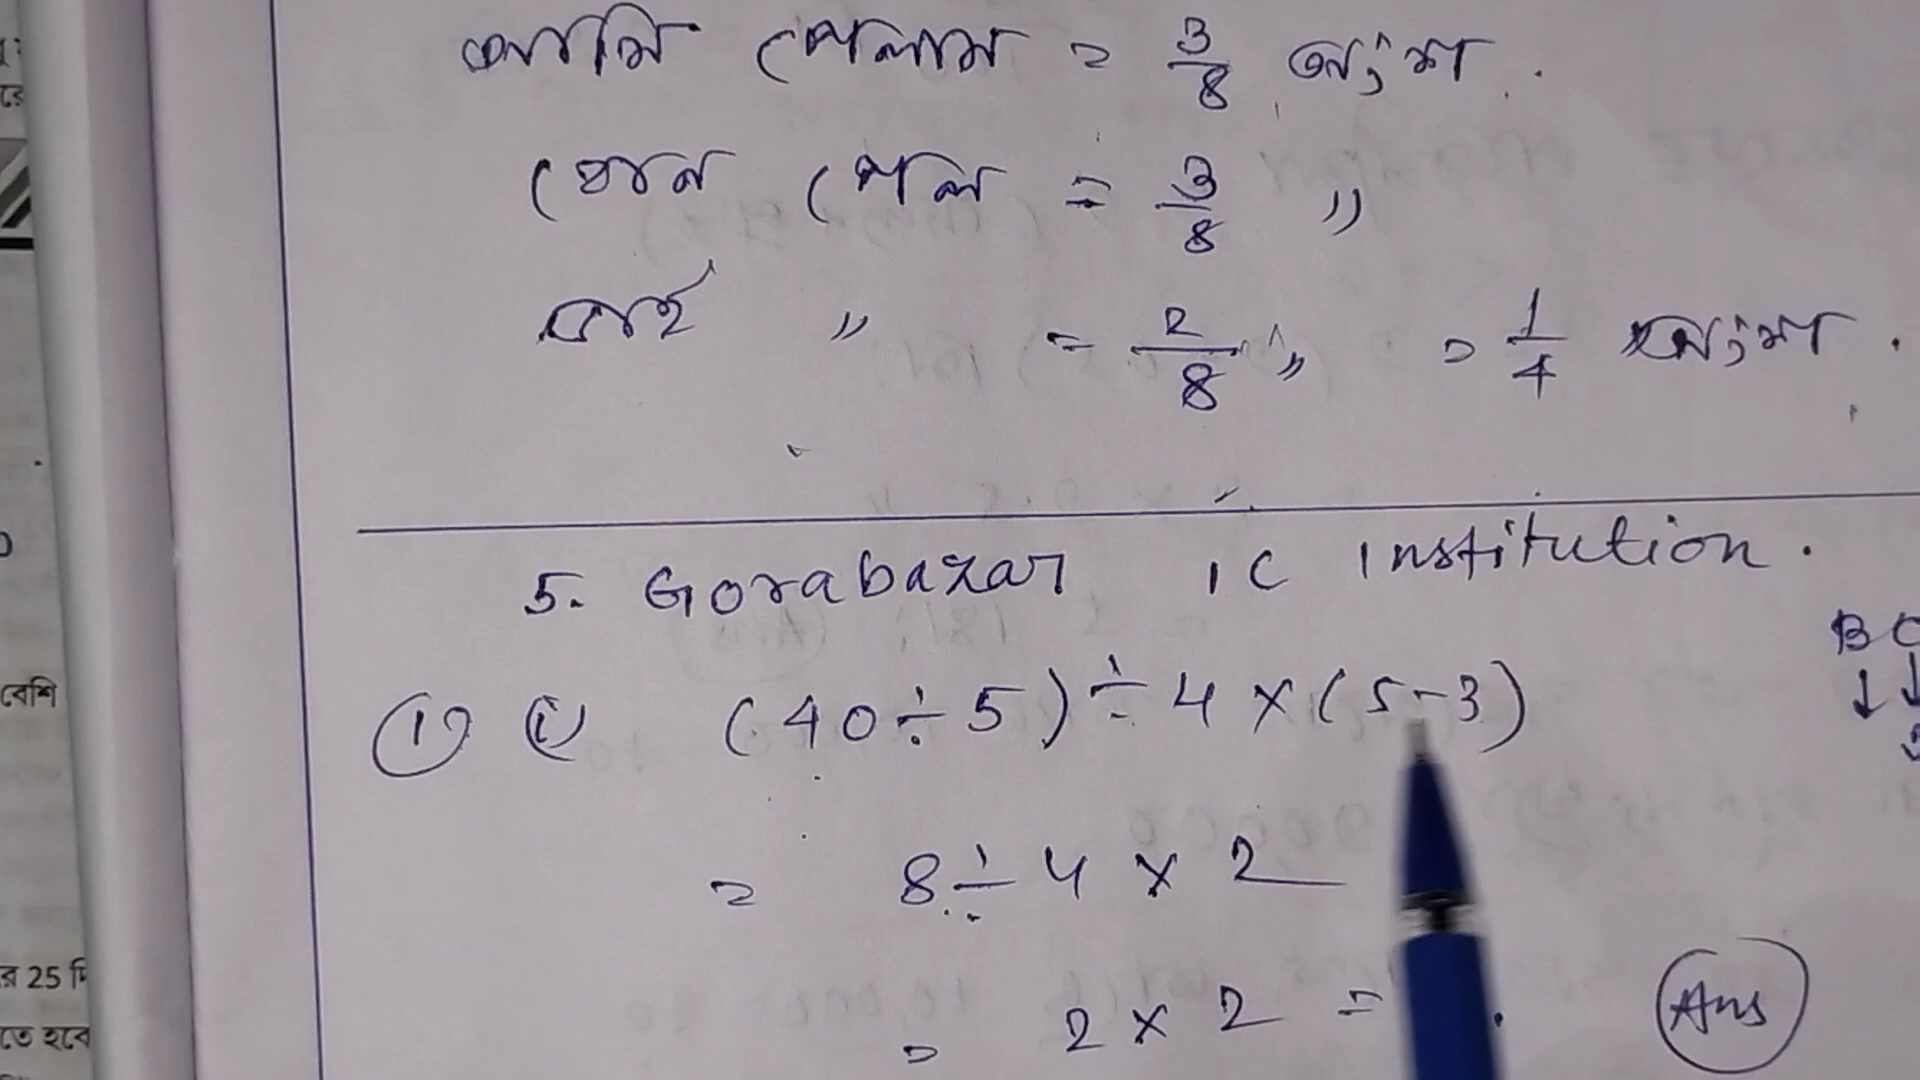 আমি পেলাম = 3/8 অংশ.
বোন পেল = 3/8 "
ভাই " = 2/8 " = 1/4 অংশ.
5. Gorabazar IC Institution.
B C
① (i) (40 ÷ 5) ÷ 4 × (5-3)
= 8 ÷ 4 × 2
= 2 × 2 = . Ans
বেশি
র 25 দি
তে হবে